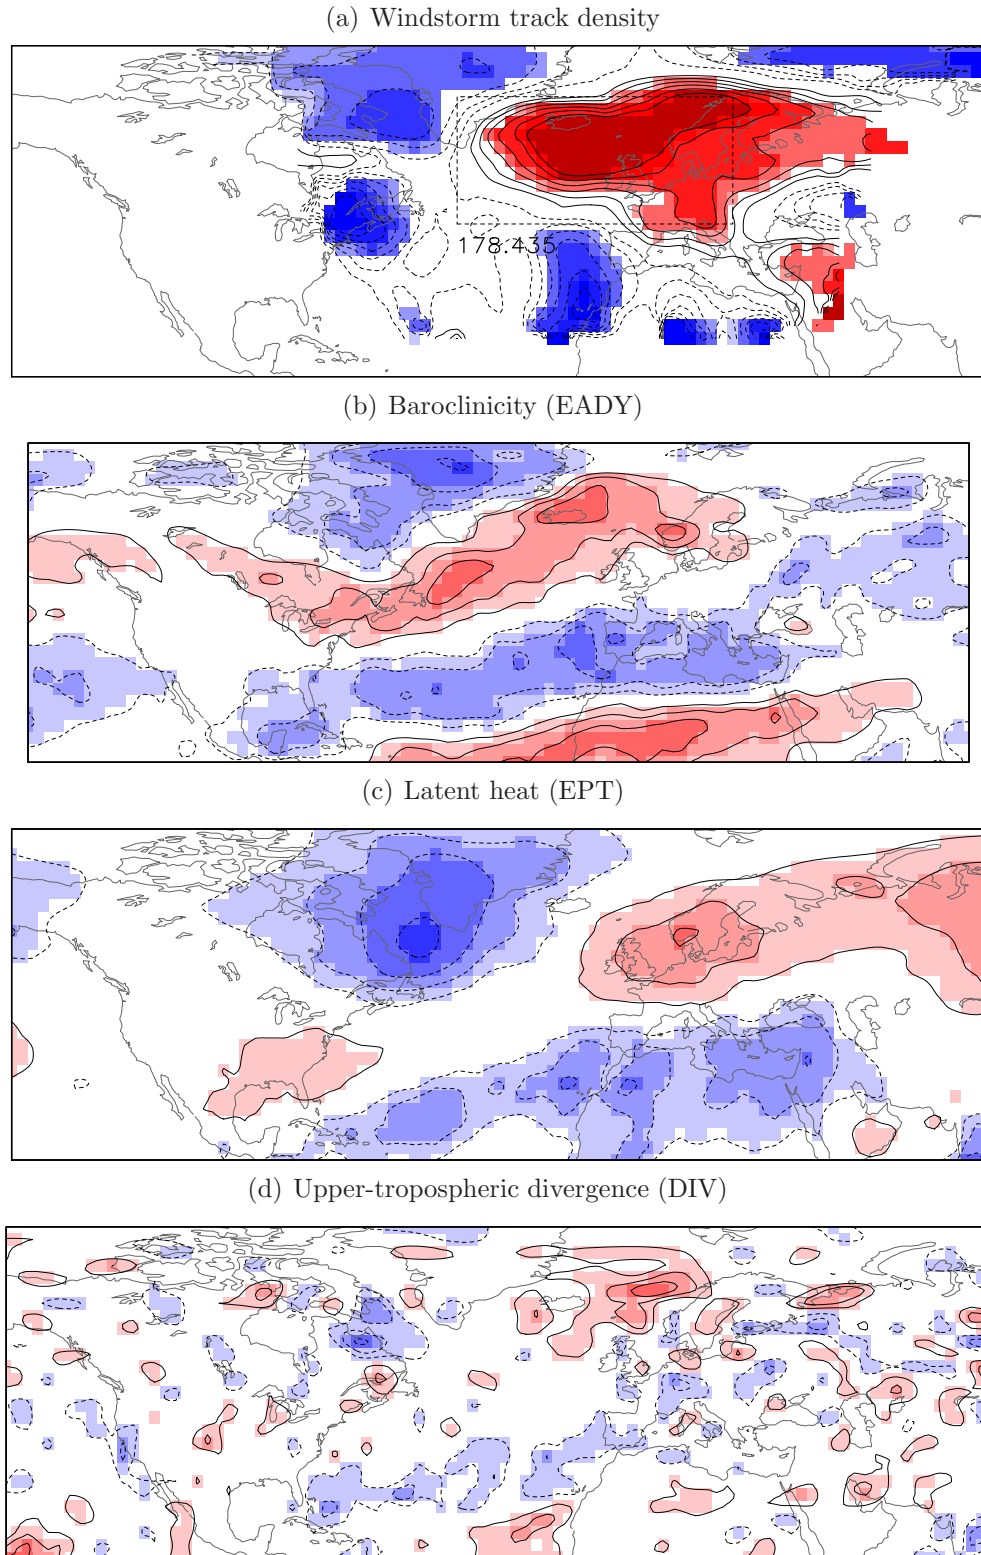 (a) Windstorm track density
178.435
(b) Baroclinicity (EADY)
(c) Latent heat (EPT)
(d) Upper-tropospheric divergence (DIV)